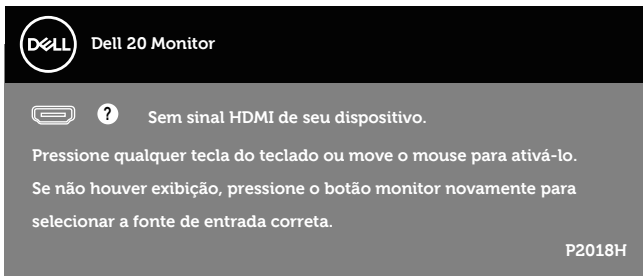 DELL Dell 20 Monitor
? Sem sinal HDMI de seu dispositivo.
Pressione qualquer tecla do teclado ou move o mouse para ativá-lo.
Se não houver exibição, pressione o botão monitor novamente para
selecionar a fonte de entrada correta.
P2018H